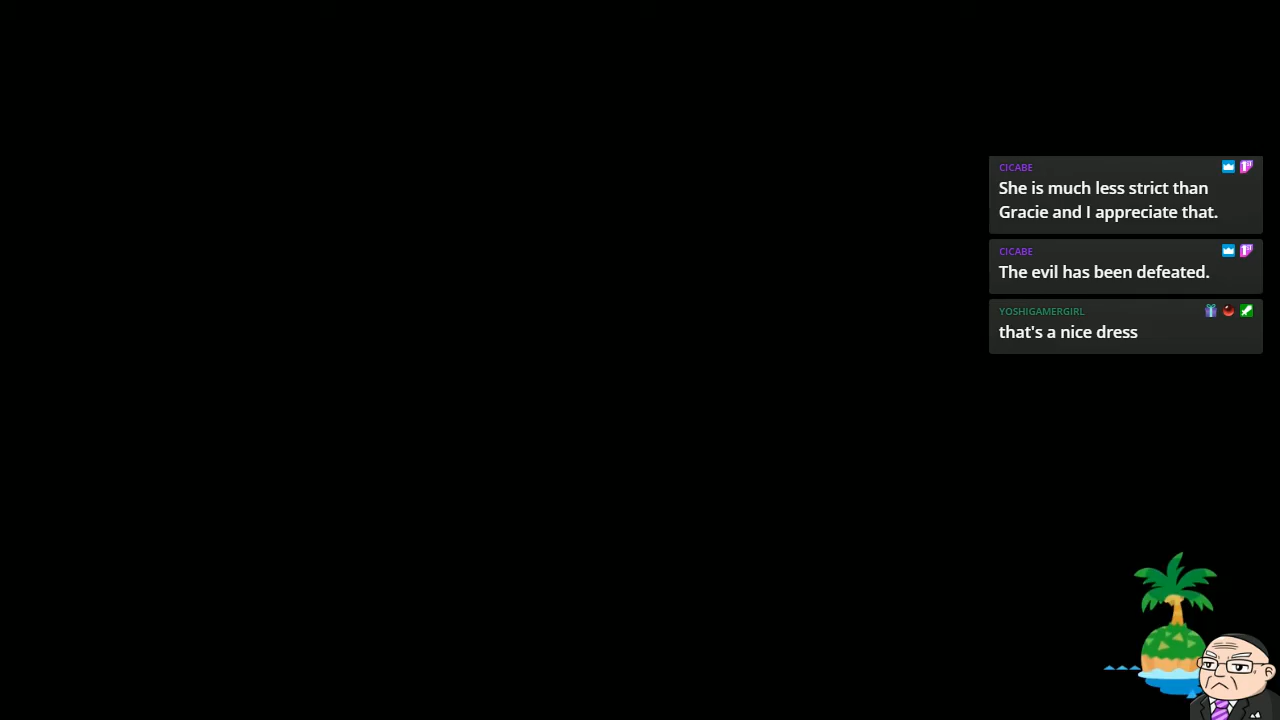 CICABE
She is much less strict than
Gracie and I appreciate that.
CICABE
The evil has been defeated.
YOSHIGAMERGIRL
that's a nice dress